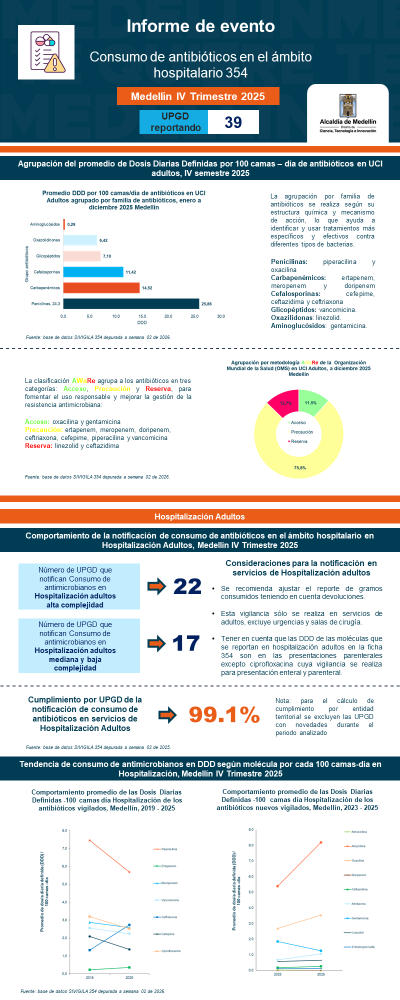 Informe de evento
Consumo de antibióticos en el ámbito
hospitalario 354
Medellin IV Trimestre 2025
UPGD
reportando
39
Alcaldía de Medellín
Ciencia, Tecnología e Innovación
Agrupación del promedio de Dosis Diarias Definidas por 100 camas – dia de antibióticos en UCI
adultos, IV semestre 2025
Promedio DDD por 100 camas/día de antibióticos en UCI
Adultos agrupado por familia de antibióticos, enero a
diciembre 2025 Medellín
Grupo antibiótico
Aminoglucósidos
Oxazolidinonas
Glicopéptidos
Cefalosporinas
Carbapenémicos
0,29
6,42
7,10
11,42
14,52
25,86
0,0
5,0
10,0
15,0
20,0
25,0
30,0
DDD
Fuente: base de datos SIVIGILA 354 depurada a semana 02 de 2026.
La agrupación por familia de
antibióticos se realiza según su
estructura química y mecanismo
de acción, lo que ayuda a
identificar y usar tratamientos más
específicos y efectivos contra
diferentes tipos de bacterias.
Penicilinas: piperacilina y
oxacilina
Carbapenémicos: ertapenem,
meropenem y doripenem
Cefalosporinas: cefepime,
ceftazidima y ceftriaxona
Glicopéptidos: vancomicina.
Oxazilidonas: linezolid.
Aminoglucósidos: gentamicina.
La clasificación AWaRe agrupa a los antibióticos en tres
categorías: Acceso, Precaución y Reserva, para
fomentar el uso responsable y mejorar la gestión de la
resistencia antimicrobiana:
Acceso: oxacilina y gentamicina
Precaución: ertapenem, meropenem, doripenem,
ceftriaxona, cefepime, piperacilina y vancomicina
Reserva: linezolid y ceftazidima
Fuente: base de datos SIVIGILA 354 depurada a semana 02 de 2026.
Agrupación por metodología AWaRe de la Organización
Mundial de la Salud (OMS) en UCI Adultos, a diciembre 2025
Medellín
11,9%
75,8%
Acceso
Precaución
Reserva
Hospitalización Adultos
Comportamiento de la notificación de consumo de antibióticos en el ámbito hospitalario en
Hospitalización Adultos, Medellín IV Trimestre 2025
Número de UPGD que
notifican Consumo de
antimicrobianos en
Hospitalización adultos
alta complejidad
22
Número de UPGD que
notifican Consumo de
antimicrobianos en
Hospitalización adultos
mediana y baja
complejidad
17
Consideraciones para la notificación en
servicios de Hospitalización adultos
• Se recomienda ajustar el reporte de gramos
consumidos teniendo en cuenta devoluciones.
• Esta vigilancia sólo se realiza en servicios de
adultos, excluye urgencias y salas de cirugía.
• Tener en cuenta que las DDD de las moléculas que
se reportan en hospitalización adultos en la ficha
354 son en las presentaciones parenterales
excepto ciprofloxacina cuya vigilancia se realiza
para presentación enteral y parenteral.
Cumplimiento por UPGD de la
notificación de consumo de
antibióticos en servicios de
Hospitalización Adultos
99.1%
Nota: para el cálculo de
cumplimiento por entidad
territorial se excluyen las UPGD
con novedades durante el
periodo analizado
Fuente: base de datos SIVIGILA 354 depurada a semana 02 de 2025.
Tendencia de consumo de antimicrobianos en DDD según molécula por cada 100 camas-día en
Hospitalización, Medellín IV Trimestre 2025
Comportamiento promedio de las Dosis Diarias
Definidas -100 camas día Hospitalización de los
antibióticos vigilados, Medellín, 2019 - 2025
Comportamiento promedio de las Dosis Diarias
Definidas -100 camas día Hospitalización de los
antibióticos nuevos vigilados, Medellín, 2023 - 2025
Fuente: base de datos SIVIGILA 354 depurada a semana 02 de 2026.